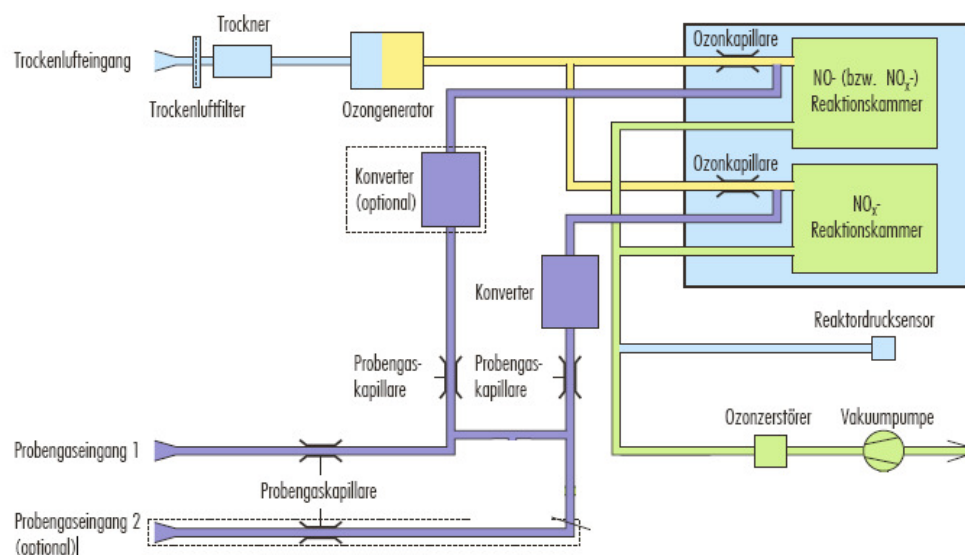 Trockner
Trockenlufteingang
Trockenluftfilter
Ozongenerator
Ozonkapillare
NO- (bzw. NOₓ-)
Reaktionskammer
Konverter
(optional)
Ozonkapillare
NOₓ-
Reaktionskammer
Konverter
Reaktordrucksensor
Probengas-
kapillare
Probengas-
kapillare
Ozonzerstörer
Vakuumpumpe
Probengaseingang 1
Probengaskapillare
Probengaseingang 2
(optional)